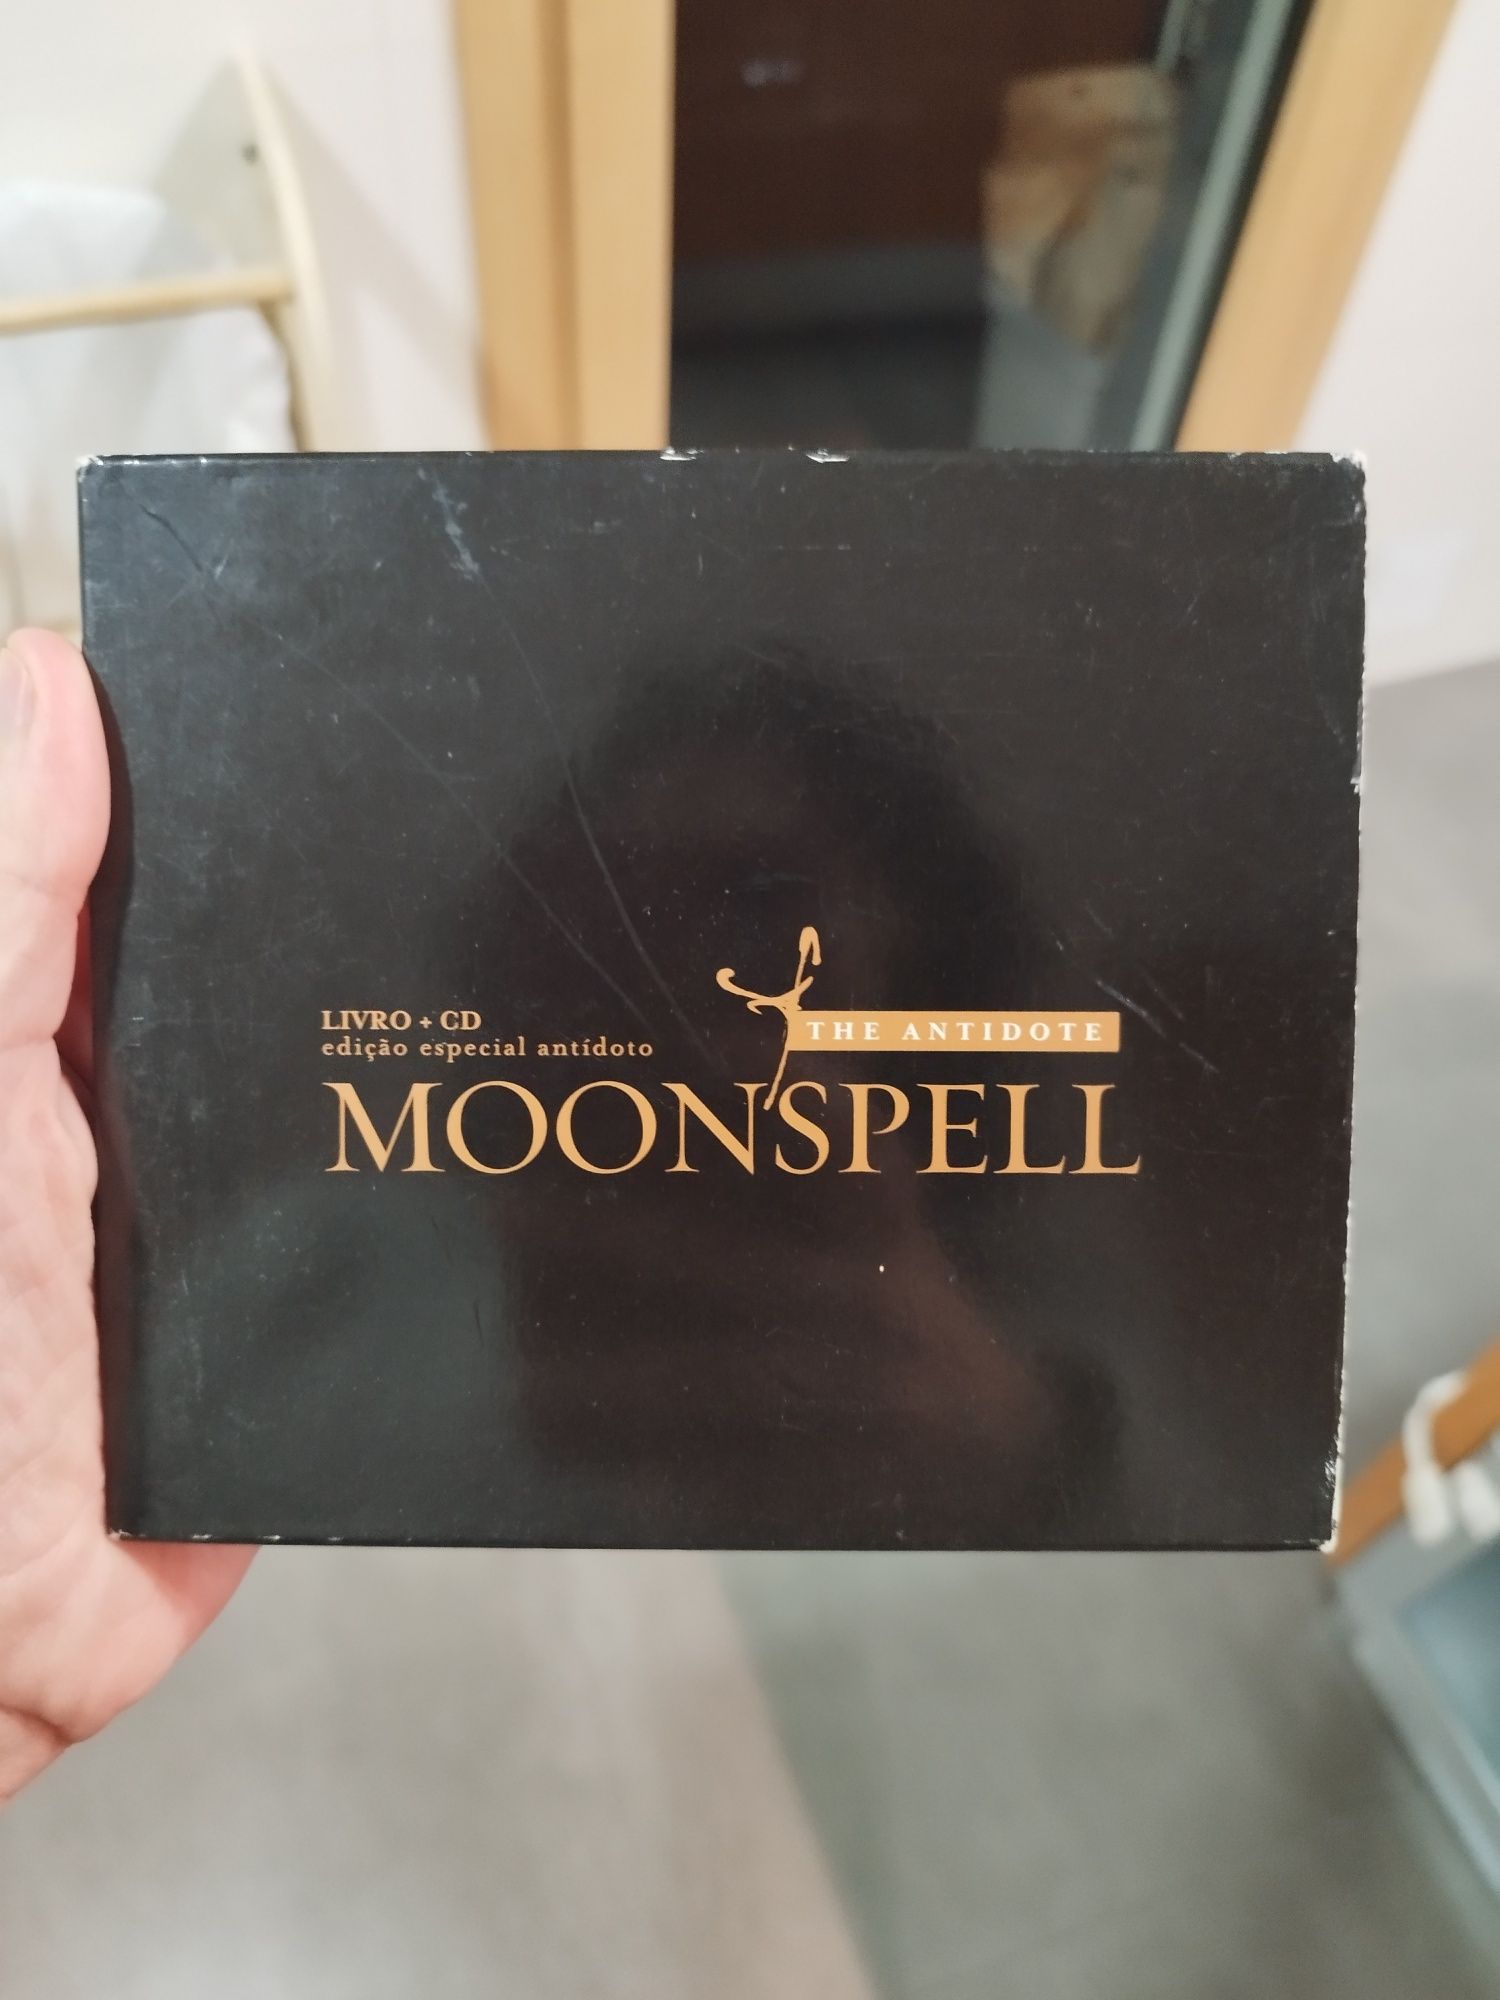 LIVRO + CD
edição especial antídoto
THE ANTIDOTE
MOONSPELL